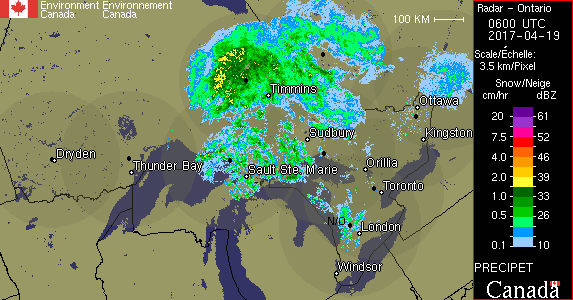 Environment Environnement
Canada Canada
100 KM
Radar - Ontario
0600 UTC
2017-04-19
Scale/Échelle:
3.5 km/Pixel
Snow/Neige
cm/hr dBZ
20 61
7.5 52
4.0 46
2.0 39
1.0 33
0.5 26
0.1 10
PRECIPET
Canada
Timmins
Ottawa
Sudbury
Kingston
Dryden
Thunder Bay
Sault Ste. Marie
Orillia
Toronto
N/D
London
Windsor